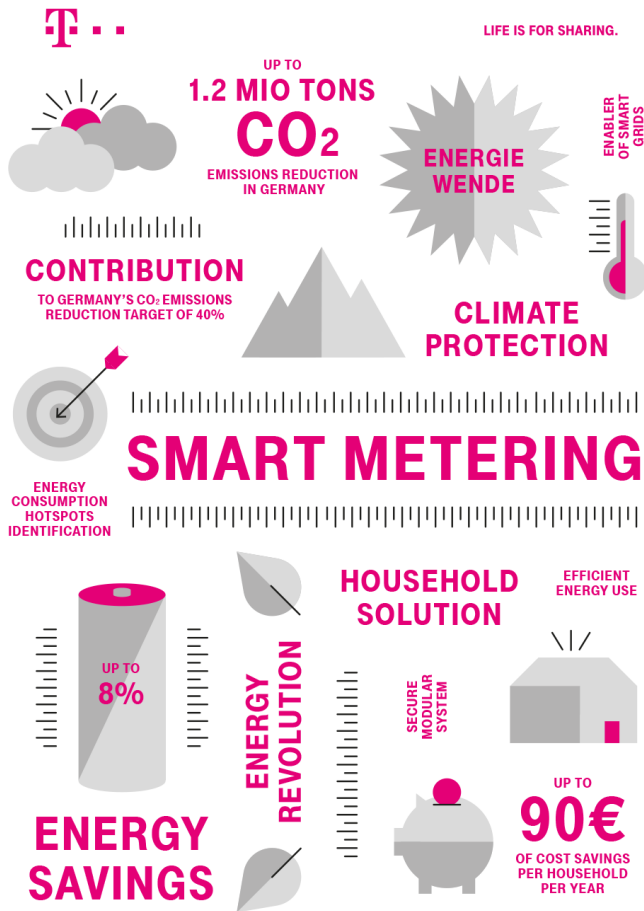 T
LIFE IS FOR SHARING.
UP TO
1.2 MIO TONS
CO₂
EMISSIONS REDUCTION
IN GERMANY
ENERGIE
WENDE
ENABLER
OF SMART
GRIDS
CONTRIBUTION
TO GERMANY'S CO₂ EMISSIONS
REDUCTION TARGET OF 40%
CLIMATE
PROTECTION
SMART METERING
ENERGY
CONSUMPTION
HOTSPOTS
IDENTIFICATION
HOUSEHOLD
SOLUTION
EFFICIENT
ENERGY USE
UP TO
8%
ENERGY
REVOLUTION
SECURE
MODULAR
SYSTEM
ENERGY
SAVINGS
UP TO
90€
OF COST SAVINGS
PER HOUSEHOLD
PER YEAR